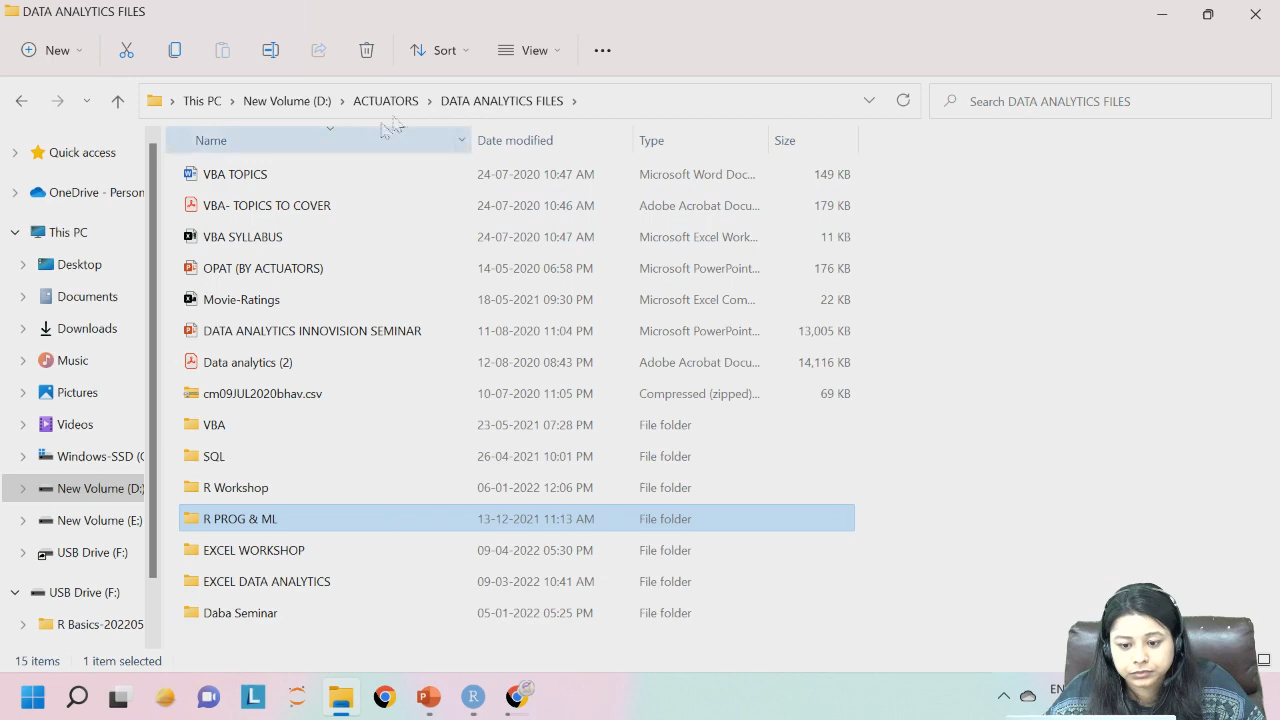 DATA ANALYTICS FILES
New
Sort
View
This PC
New Volume (D:)
ACTUATORS
DATA ANALYTICS FILES
Search DATA ANALYTICS FILES
Name
Date modified
Type
Size
Quick access
OneDrive - Person
This PC
Desktop
Documents
Downloads
Music
Pictures
Videos
Windows-SSD (C
New Volume (D:)
New Volume (E:)
USB Drive (F:)
USB Drive (F:)
R Basics-202205
VBA TOPICS 24-07-2020 10:47 AM Microsoft Word Doc... 149 KB
VBA- TOPICS TO COVER 24-07-2020 10:46 AM Adobe Acrobat Docu... 179 KB
VBA SYLLABUS 24-07-2020 10:47 AM Microsoft Excel Work... 11 KB
OPAT (BY ACTUATORS) 14-05-2020 06:58 PM Microsoft PowerPoint... 176 KB
Movie-Ratings 18-05-2021 09:30 PM Microsoft Excel Com... 22 KB
DATA ANALYTICS INNOVISION SEMINAR 11-08-2020 11:04 PM Microsoft PowerPoint... 13,005 KB
Data analytics (2) 12-08-2020 08:43 PM Adobe Acrobat Docu... 14,116 KB
cm09JUL2020bhav.csv 10-07-2020 11:05 PM Compressed (zipped)... 69 KB
VBA 23-05-2021 07:28 PM File folder
SQL 26-04-2021 10:01 PM File folder
R Workshop 06-01-2022 12:06 PM File folder
R PROG & ML 13-12-2021 11:13 AM File folder
EXCEL WORKSHOP 09-04-2022 05:30 PM File folder
EXCEL DATA ANALYTICS 09-03-2022 10:41 AM File folder
Daba Seminar 05-01-2022 05:25 PM File folder
15 items 1 item selected
L
R
EN